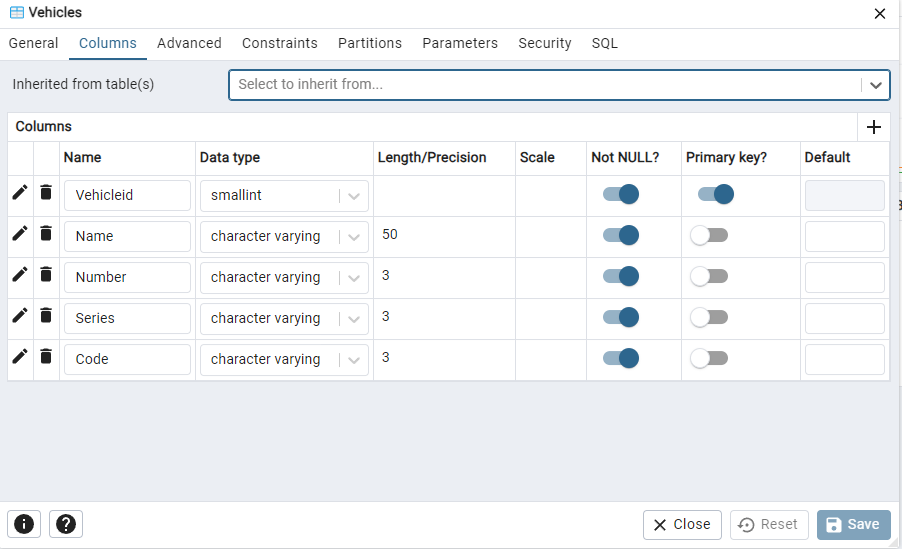 Vehicles
General Columns Advanced Constraints Partitions Parameters Security SQL
Inherited from table(s) Select to inherit from...
Columns
Name Data type Length/Precision Scale Not NULL? Primary key? Default
Vehicleid smallint
Name character varying 50
Number character varying 3
Series character varying 3
Code character varying 3
Close Reset Save